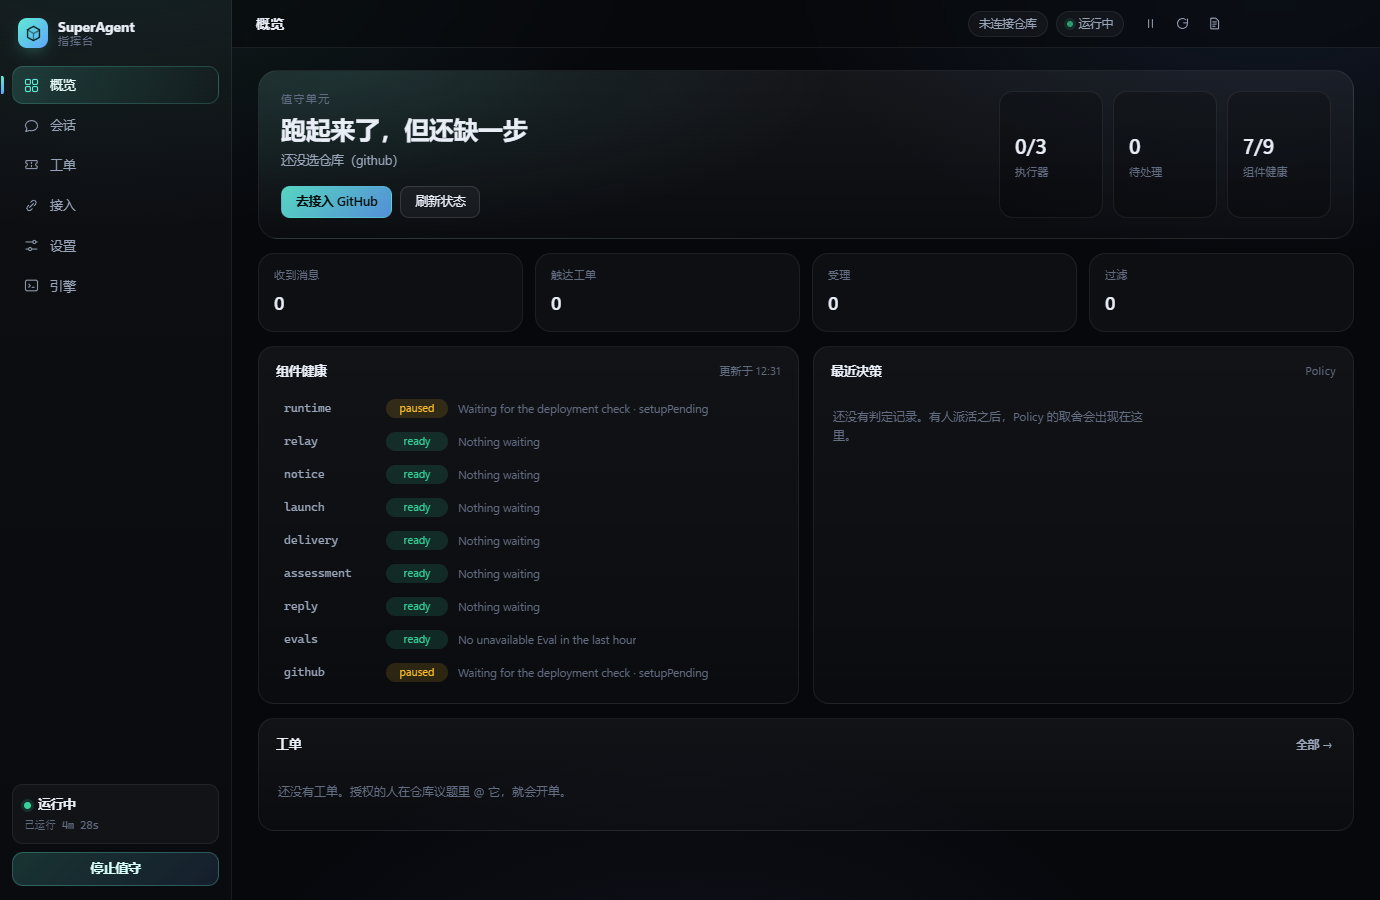 SuperAgent
指挥台
概览
会话
工单
接入
设置
引擎
运行中
已运行 4m 28s
停止值守
概览
未连接仓库
运行中
值守单元
跑起来了，但还缺一步
还没选仓库（github）
去接入 GitHub
刷新状态
0/3
执行器
0
待处理
7/9
组件健康
收到消息
0
触达工单
0
受理
0
过滤
0
组件健康
更新于 12:31
runtime paused Waiting for the deployment check · setupPending
relay ready Nothing waiting
notice ready Nothing waiting
launch ready Nothing waiting
delivery ready Nothing waiting
assessment ready Nothing waiting
reply ready Nothing waiting
evals ready No unavailable Eval in the last hour
github paused Waiting for the deployment check · setupPending
最近决策
Policy
还没有判定记录。有人派活之后，Policy 的取舍会出现在这
里。
工单
全部 →
还没有工单。授权的人在仓库议题里 @ 它，就会开单。